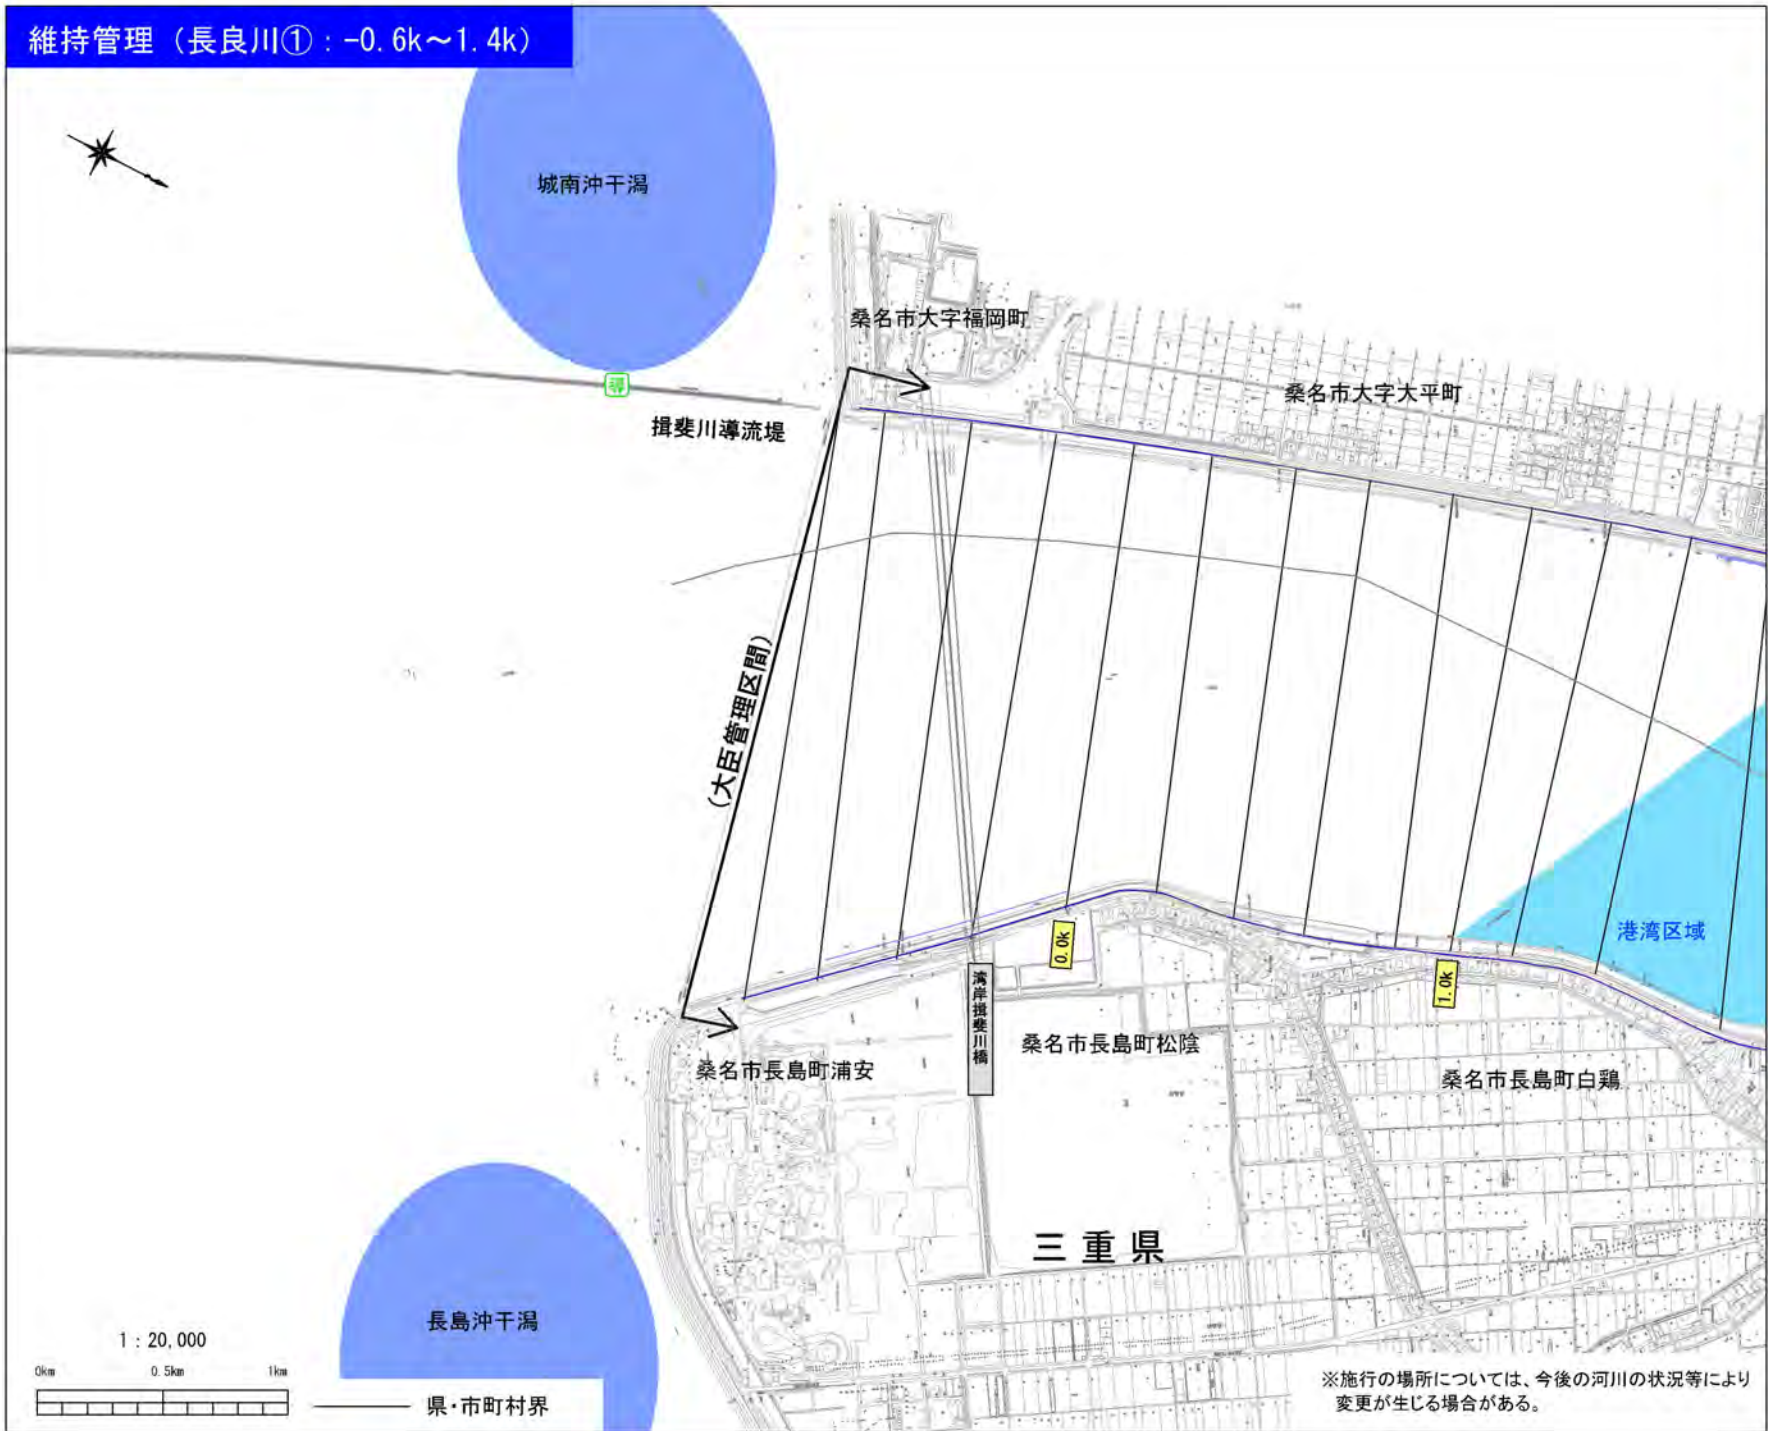 維持管理（長良川①：-0.6k～1.4k）
城南沖干潟
桑名市大字福岡町
桑名市大字大平町
導
揖斐川導流堤
（大臣管理区間）
港湾区域
0.0k
1.0k
湾岸揖斐川橋
桑名市長島町松陰
桑名市長島町浦安
桑名市長島町白鶏
三重県
長島沖干潟
1：20,000
0km 0.5km 1km
県・市町村界
※施行の場所については、今後の河川の状況等により
変更が生じる場合がある。